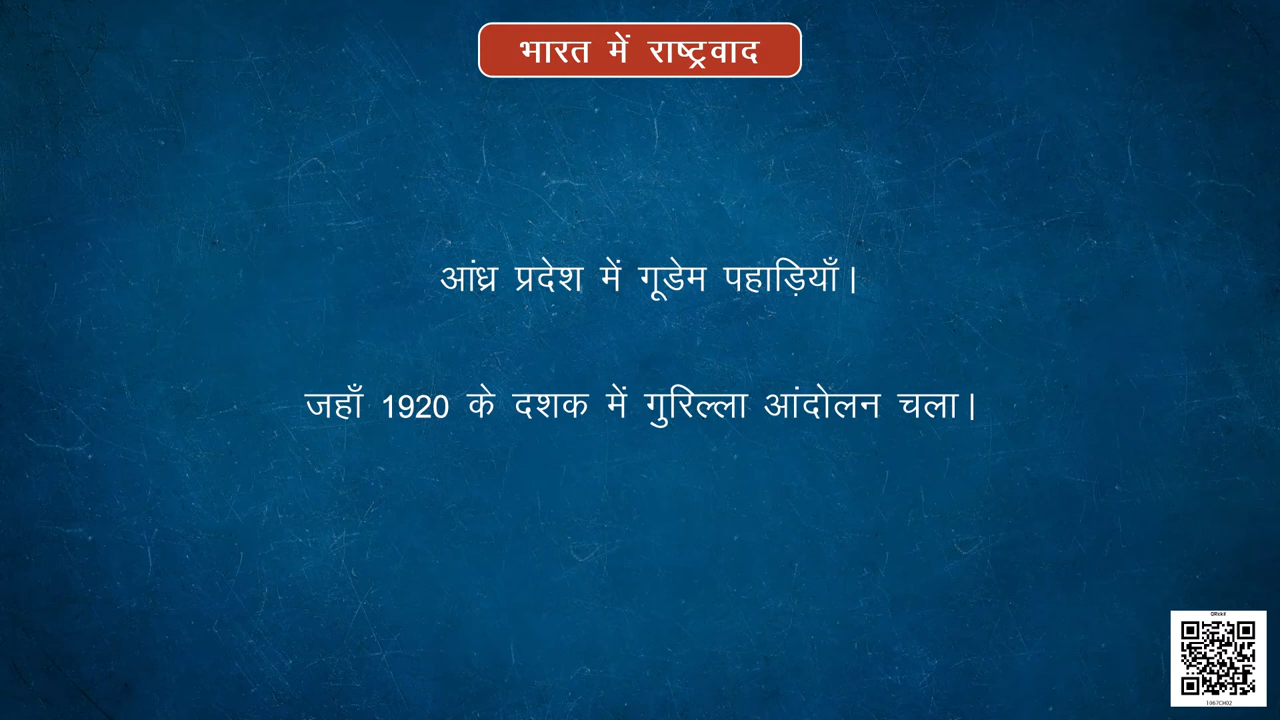 भारत में राष्ट्रवाद
आंध्र प्रदेश में गूडेम पहाड़ियाँ।
जहाँ 1920 के दशक में गुरिल्ला आंदोलन चला।
1067CH02